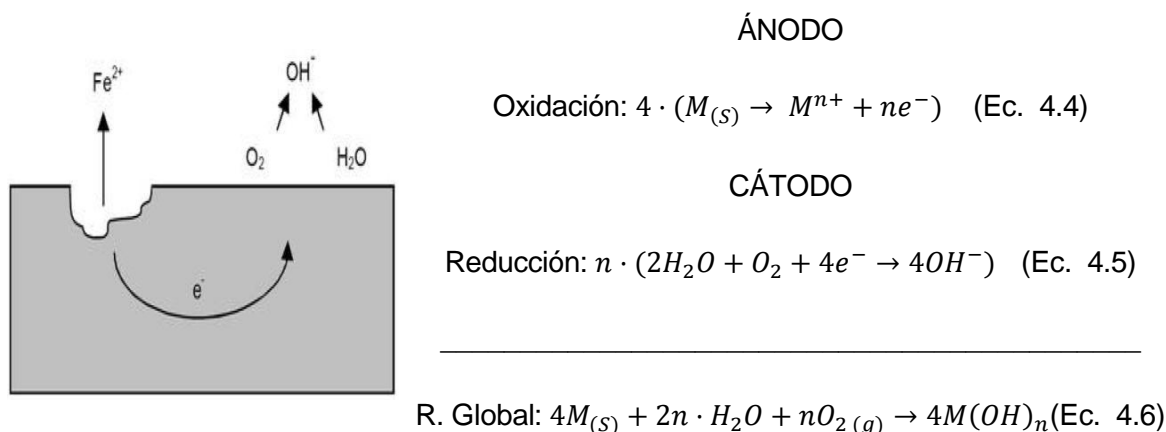 Fe²⁺
OH⁻
O₂
H₂O
e⁻
ÁNODO
Oxidación: 4 · (M₍S₎ → Mⁿ⁺ + ne⁻) (Ec. 4.4)
CÁTODO
Reducción: n · (2H₂O + O₂ + 4e⁻ → 4OH⁻) (Ec. 4.5)
R. Global: 4M₍S₎ + 2n · H₂O + nO₂ ₍g₎ → 4M(OH)ₙ(Ec. 4.6)